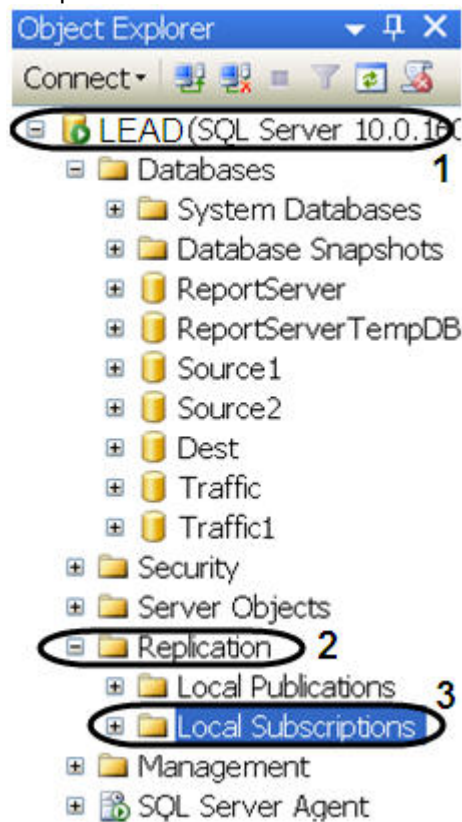 Object Explorer
Connect
LEAD (SQL Server 10.0.160
1
Databases
System Databases
Database Snapshots
ReportServer
ReportServerTempDB
Source1
Source2
Dest
Traffic
Traffic1
Security
Server Objects
Replication 2
Local Publications
3
Local Subscriptions
Management
SQL Server Agent